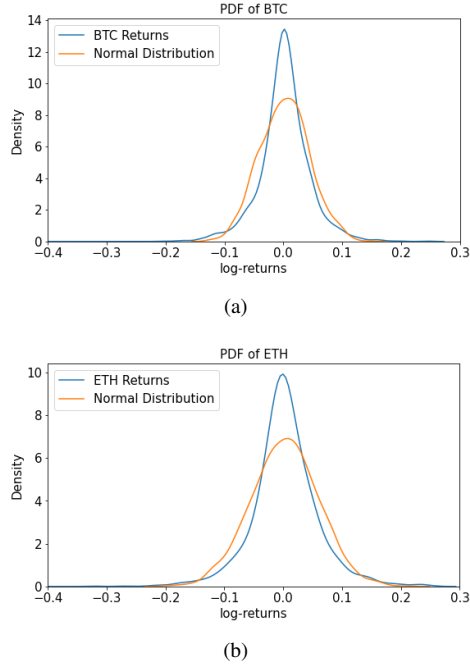 PDF of BTC
BTC Returns
Normal Distribution
14
12
10
8
6
4
2
0
Density
−0.4 −0.3 −0.2 −0.1 0.0 0.1 0.2 0.3
log-returns
(a)
PDF of ETH
ETH Returns
Normal Distribution
10
8
6
4
2
0
Density
−0.4 −0.3 −0.2 −0.1 0.0 0.1 0.2 0.3
log-returns
(b)